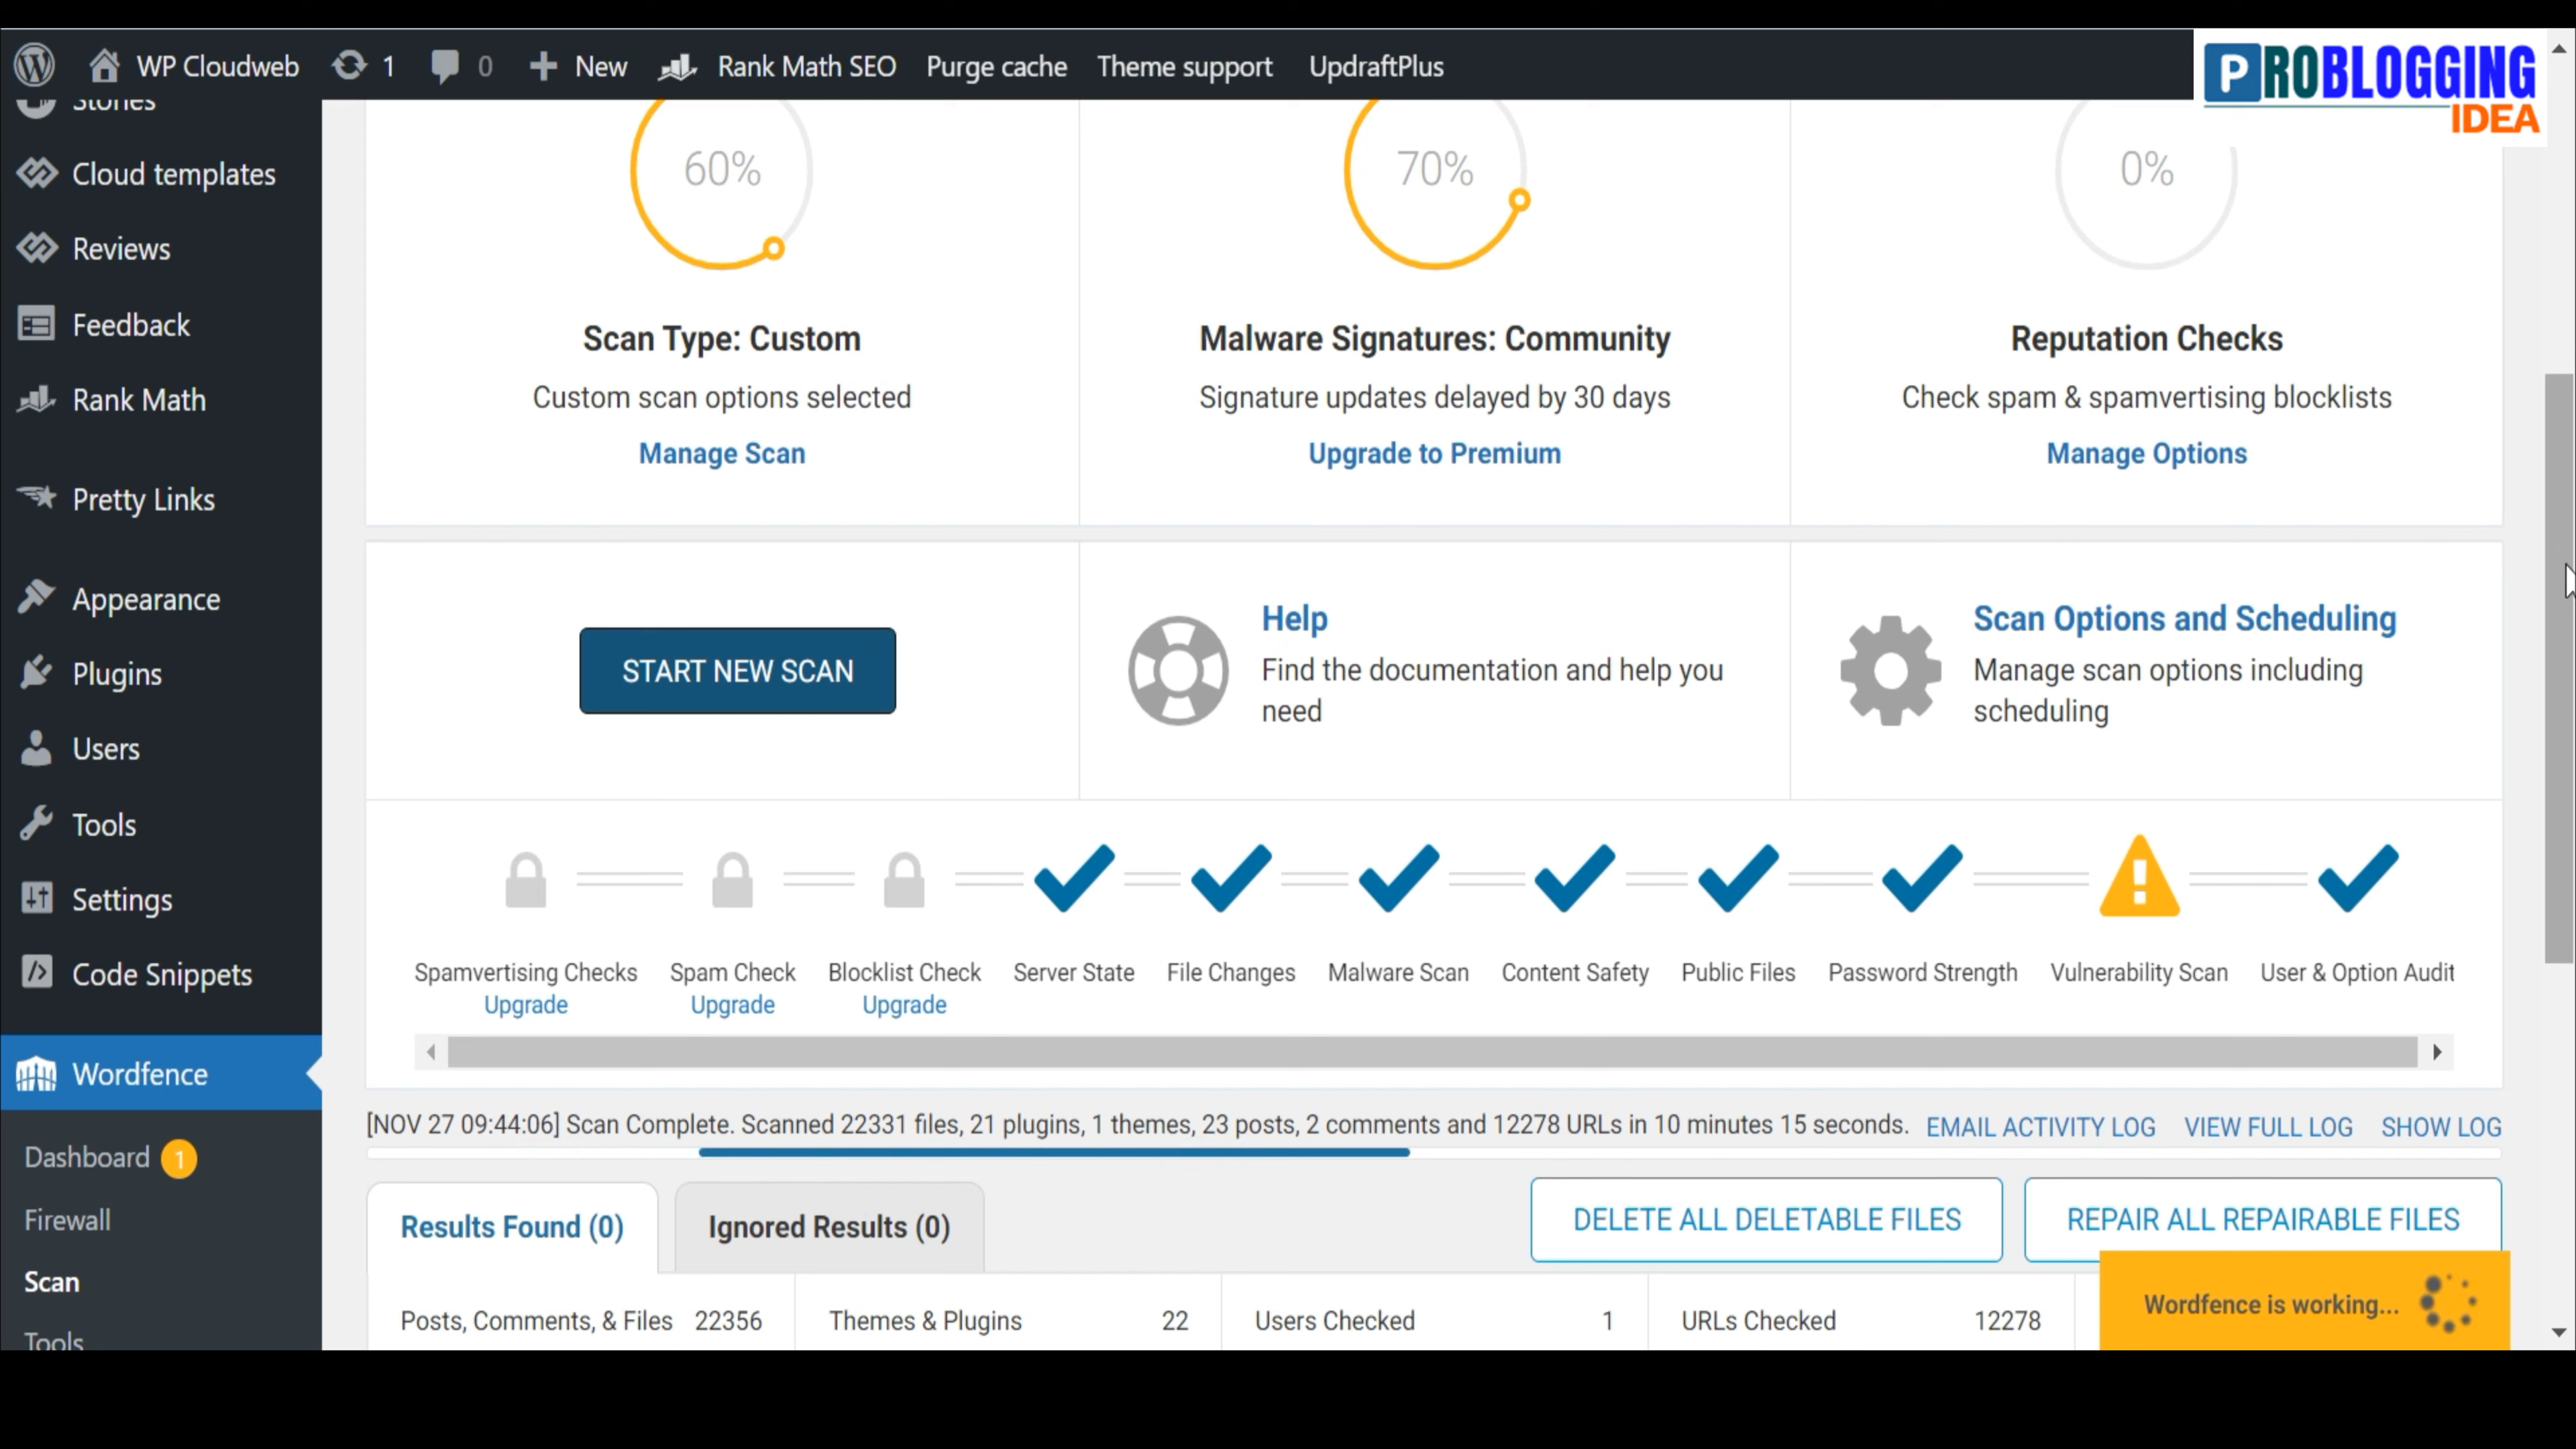 WP Cloudweb 1 0 New Rank Math SEO Purge cache Theme support UpdraftPlus
PROBLOGGING
IDEA
Stories
Cloud templates
Reviews
Feedback
Rank Math
Pretty Links
Appearance
Plugins
Users
Tools
Settings
Code Snippets
Wordfence
Dashboard 1
Firewall
Scan
Tools
60%
Scan Type: Custom
Custom scan options selected
Manage Scan
70%
Malware Signatures: Community
Signature updates delayed by 30 days
Upgrade to Premium
0%
Reputation Checks
Check spam & spamvertising blocklists
Manage Options
START NEW SCAN
Help
Find the documentation and help you
need
Scan Options and Scheduling
Manage scan options including
scheduling
Spamvertising Checks Spam Check Blocklist Check Server State File Changes Malware Scan Content Safety Public Files Password Strength Vulnerability Scan User & Option Audit
Upgrade Upgrade Upgrade
[NOV 27 09:44:06] Scan Complete. Scanned 22331 files, 21 plugins, 1 themes, 23 posts, 2 comments and 12278 URLs in 10 minutes 15 seconds. EMAIL ACTIVITY LOG VIEW FULL LOG SHOW LOG
Results Found (0) Ignored Results (0) DELETE ALL DELETABLE FILES REPAIR ALL REPAIRABLE FILES
Posts, Comments, & Files 22356 Themes & Plugins 22 Users Checked 1 URLs Checked 12278
Wordfence is working...